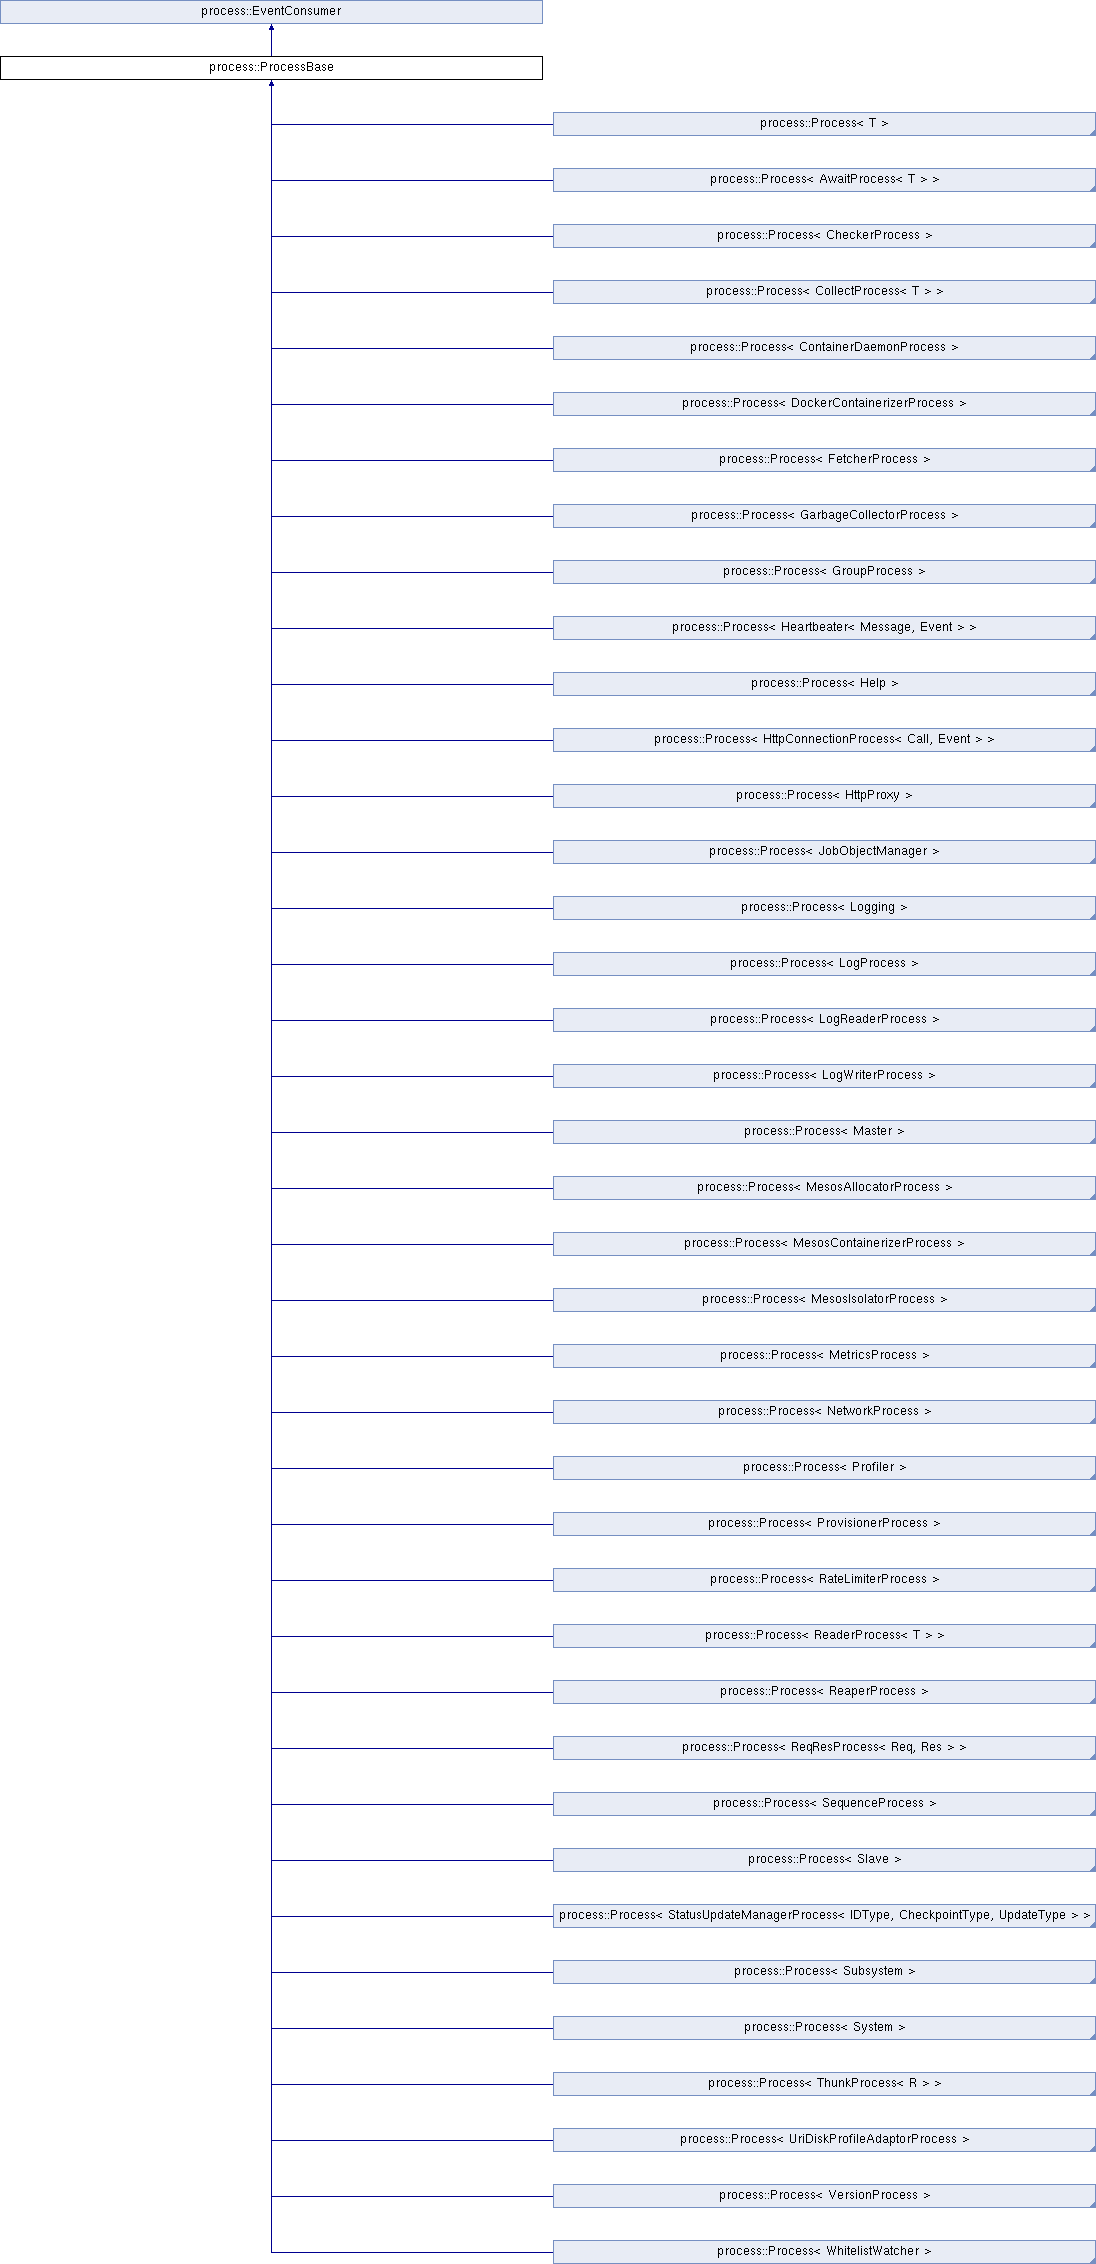 process::EventConsumer
process::ProcessBase
process::Process< T >
process::Process< AwaitProcess< T > >
process::Process< CheckerProcess >
process::Process< CollectProcess< T > >
process::Process< ContainerDaemonProcess >
process::Process< DockerContainerizerProcess >
process::Process< FetcherProcess >
process::Process< GarbageCollectorProcess >
process::Process< GroupProcess >
process::Process< Heartbeater< Message, Event > >
process::Process< Help >
process::Process< HttpConnectionProcess< Call, Event > >
process::Process< HttpProxy >
process::Process< JobObjectManager >
process::Process< Logging >
process::Process< LogProcess >
process::Process< LogReaderProcess >
process::Process< LogWriterProcess >
process::Process< Master >
process::Process< MesosAllocatorProcess >
process::Process< MesosContainerizerProcess >
process::Process< MesosIsolatorProcess >
process::Process< MetricsProcess >
process::Process< NetworkProcess >
process::Process< Profiler >
process::Process< ProvisionerProcess >
process::Process< RateLimiterProcess >
process::Process< ReaderProcess< T > >
process::Process< ReaperProcess >
process::Process< ReqResProcess< Req, Res > >
process::Process< SequenceProcess >
process::Process< Slave >
process::Process< StatusUpdateManagerProcess< IDType, CheckpointType, UpdateType > >
process::Process< Subsystem >
process::Process< System >
process::Process< ThunkProcess< R > >
process::Process< UriDiskProfileAdaptorProcess >
process::Process< VersionProcess >
process::Process< WhitelistWatcher >